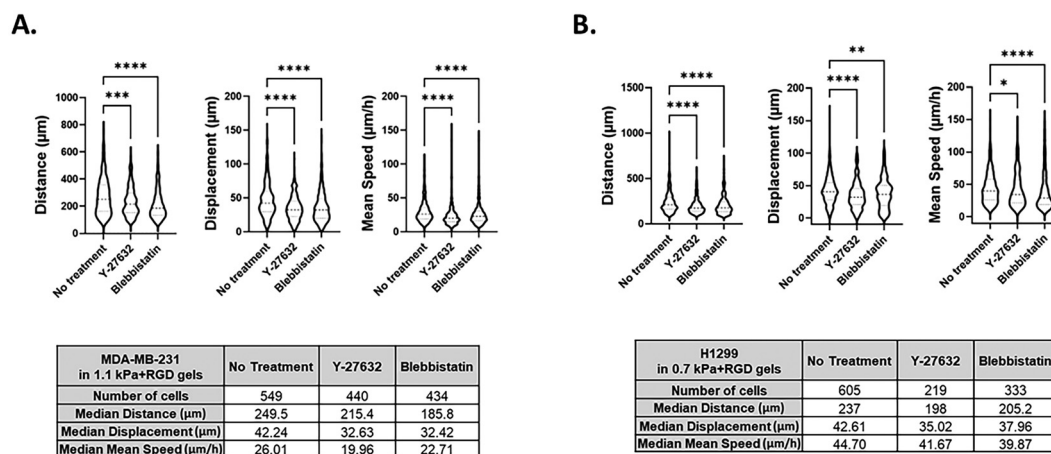 A.
B.
****
***
Distance (µm)
1000
800
600
400
200
0
No treatment
Y-27632
Blebbistatin
****
****
Displacement (µm)
200
150
100
50
0
No treatment
Y-27632
Blebbistatin
****
****
Mean Speed (µm/h)
200
150
100
50
0
No treatment
Y-27632
Blebbistatin
****
****
Distance (µm)
1500
1000
500
0
No treatment
Y-27632
Blebbistatin
**
****
Displacement (µm)
200
150
100
50
0
No treatment
Y-27632
Blebbistatin
****
*
Mean Speed (µm/h)
200
150
100
50
0
No treatment
Y-27632
Blebbistatin
MDA-MB-231
in 1.1 kPa+RGD gels No Treatment Y-27632 Blebbistatin
Number of cells 549 440 434
Median Distance (µm) 249.5 215.4 185.8
Median Displacement (µm) 42.24 32.63 32.42
Median Mean Speed (µm/h) 26.01 19.96 22.71
H1299
in 0.7 kPa+RGD gels No Treatment Y-27632 Blebbistatin
Number of cells 605 219 333
Median Distance (µm) 237 198 205.2
Median Displacement (µm) 42.61 35.02 37.96
Median Mean Speed (µm/h) 44.70 41.67 39.87